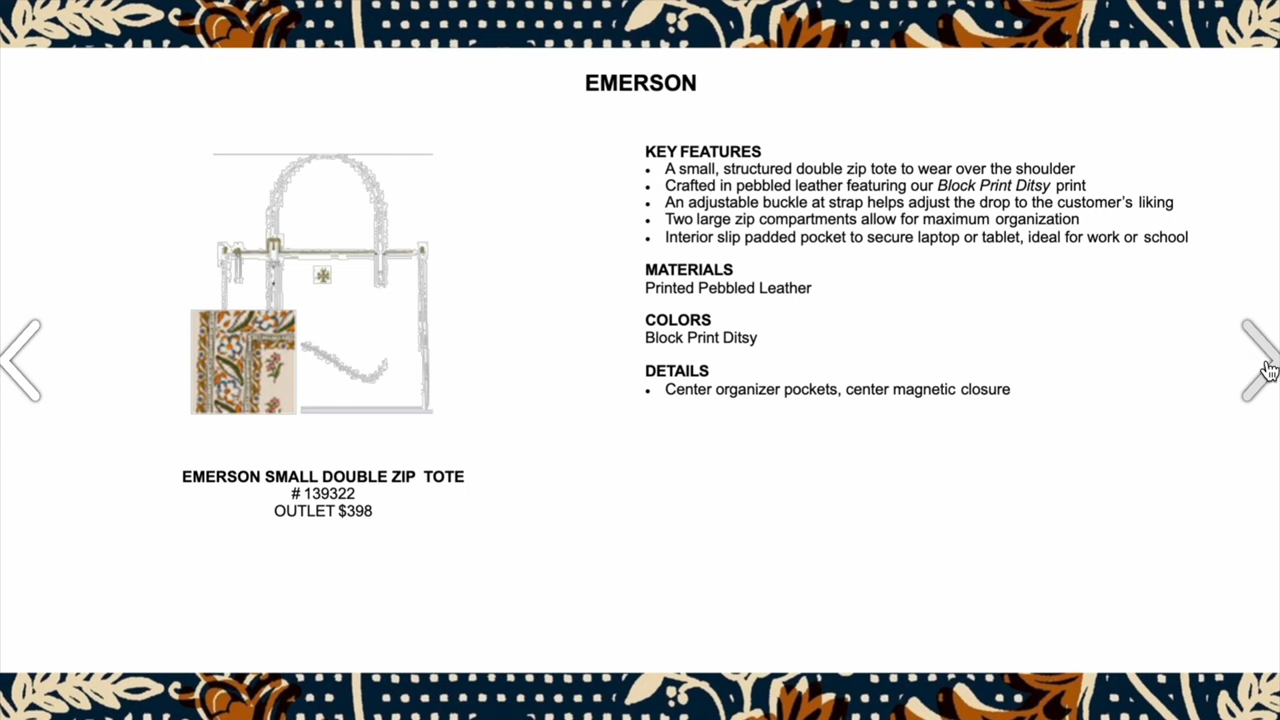 EMERSON
KEY FEATURES
• A small, structured double zip tote to wear over the shoulder
• Crafted in pebbled leather featuring our Block Print Ditsy print
• An adjustable buckle at strap helps adjust the drop to the customer's liking
• Two large zip compartments allow for maximum organization
• Interior slip padded pocket to secure laptop or tablet, ideal for work or school
MATERIALS
Printed Pebbled Leather
COLORS
Block Print Ditsy
DETAILS
• Center organizer pockets, center magnetic closure
EMERSON SMALL DOUBLE ZIP TOTE
# 139322
OUTLET $398